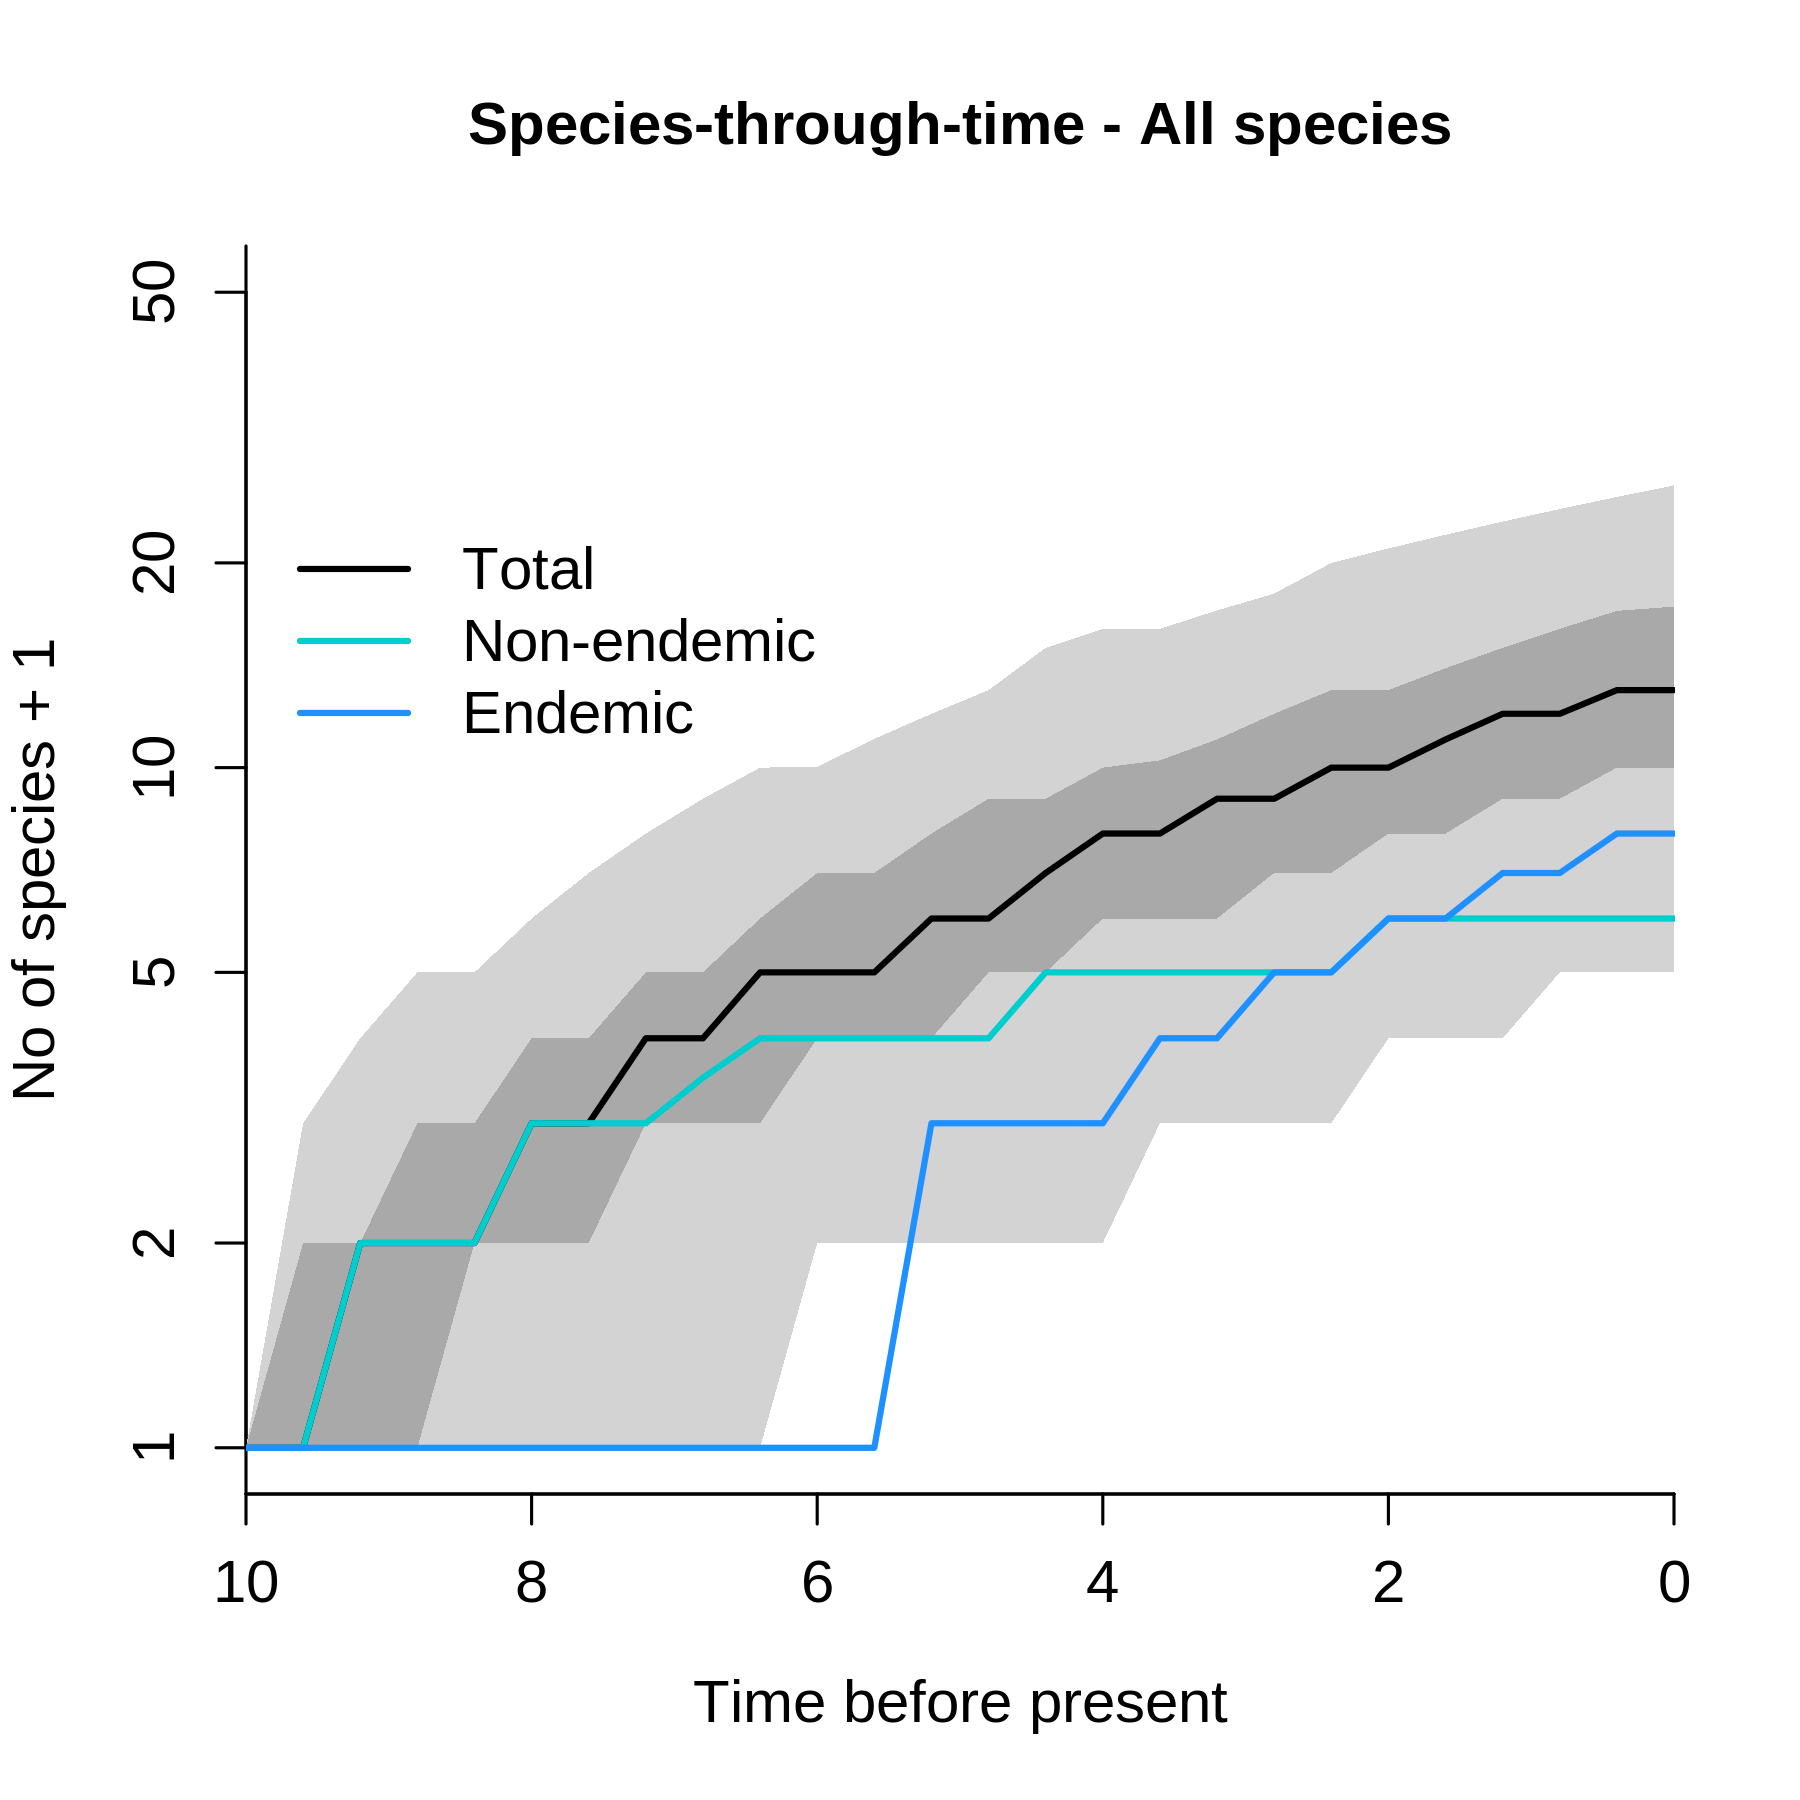 Species-through-time - All species
No of species + 1
50
20
10
5
2
1
Total
Non-endemic
Endemic
10 8 6 4 2 0
Time before present